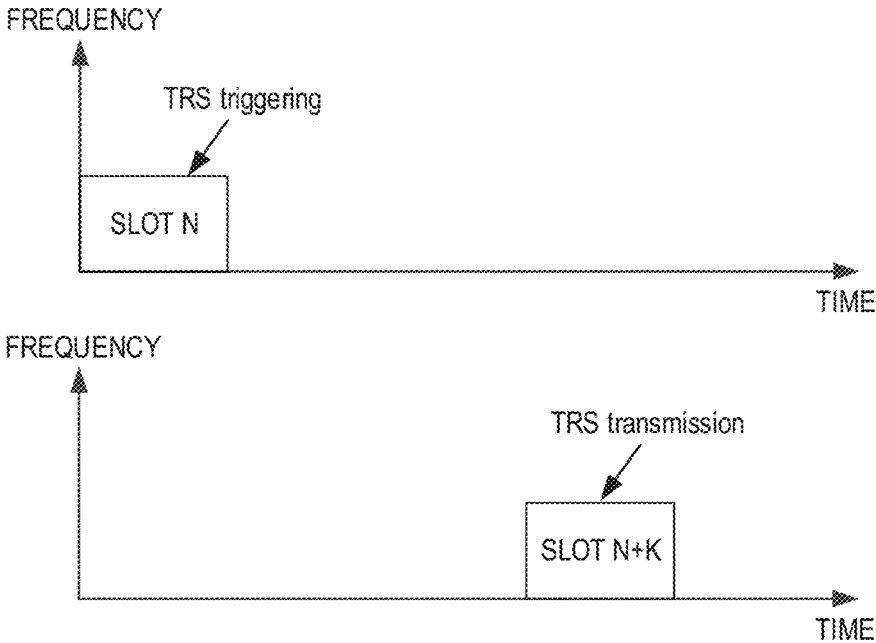 FREQUENCY
TRS triggering
SLOT N
TIME
FREQUENCY
TRS transmission
SLOT N+K
TIME